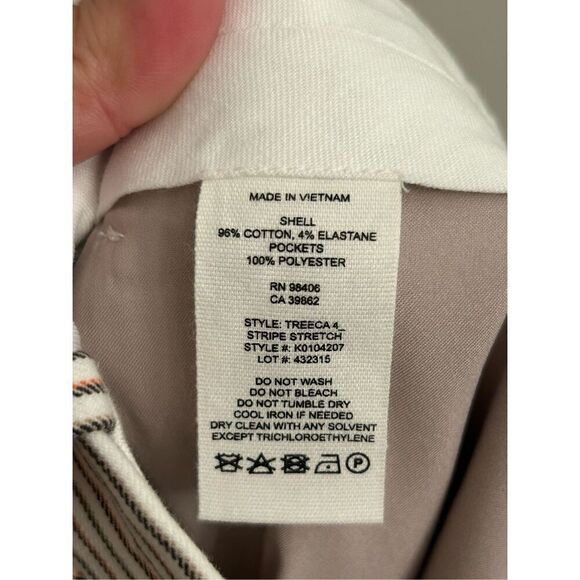 MADE IN VIETNAM
SHELL
96% COTTON, 4% ELASTANE
POCKETS
100% POLYESTER
RN 98406
CA 39862
STYLE: TREECA 4_
STRIPE STRETCH
STYLE #: K0104207
LOT #: 432315
DO NOT WASH
DO NOT BLEACH
DO NOT TUMBLE DRY
COOL IRON IF NEEDED
DRY CLEAN WITH ANY SOLVENT
EXCEPT TRICHLOROETHYLENE
P